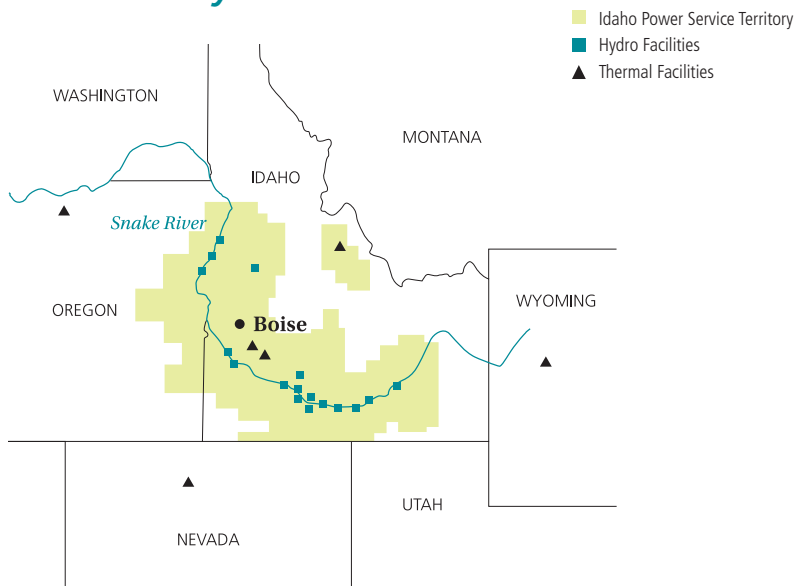 Idaho Power Service Territory
Hydro Facilities
Thermal Facilities
WASHINGTON
MONTANA
IDAHO
Snake River
OREGON
Boise
WYOMING
UTAH
NEVADA